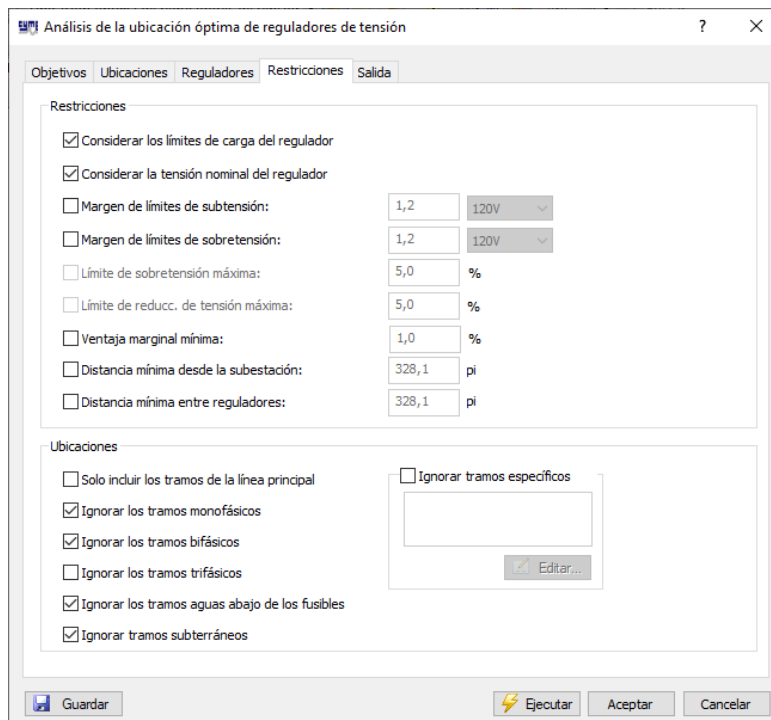 Análisis de la ubicación óptima de reguladores de tensión
Objetivos Ubicaciones Reguladores Restricciones Salida
Restricciones
Considerar los límites de carga del regulador
Considerar la tensión nominal del regulador
Margen de límites de subtensión: 1,2 120V
Margen de límites de sobretensión: 1,2 120V
Límite de sobretensión máxima: 5,0 %
Límite de reducc. de tensión máxima: 5,0 %
Ventaja marginal mínima: 1,0 %
Distancia mínima desde la subestación: 328,1 pi
Distancia mínima entre reguladores: 328,1 pi
Ubicaciones
Solo incluir los tramos de la línea principal
Ignorar los tramos monofásicos
Ignorar los tramos bifásicos
Ignorar los tramos trifásicos
Ignorar los tramos aguas abajo de los fusibles
Ignorar tramos subterráneos
Ignorar tramos específicos
Editar...
Guardar Ejecutar Aceptar Cancelar